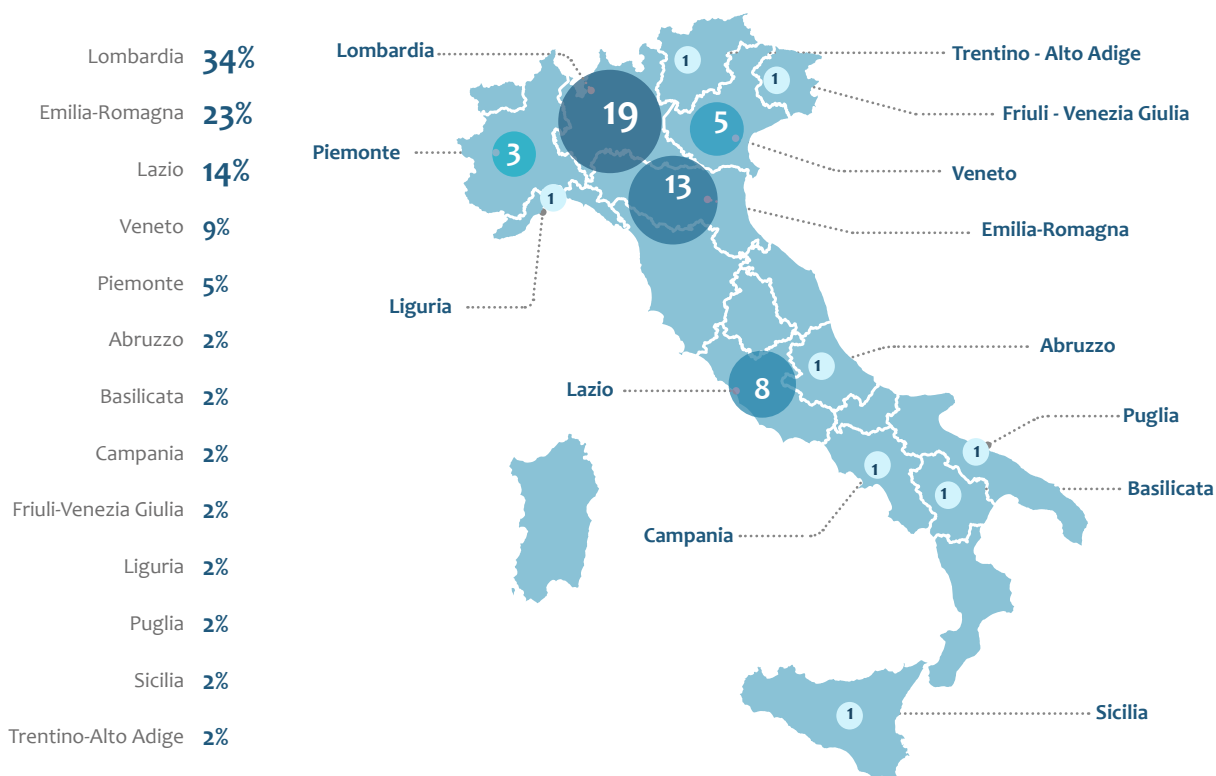 Lombardia 34%
Emilia-Romagna 23%
Lazio 14%
Veneto 9%
Piemonte 5%
Abruzzo 2%
Basilicata 2%
Campania 2%
Friuli-Venezia Giulia 2%
Liguria 2%
Puglia 2%
Sicilia 2%
Trentino-Alto Adige 2%
Lombardia
19
1
Trentino - Alto Adige
1
Friuli - Venezia Giulia
5
Veneto
Piemonte
3
13
Emilia-Romagna
1
Liguria
Abruzzo
1
Lazio
8
Puglia
1
Basilicata
1
1
Campania
Sicilia
1